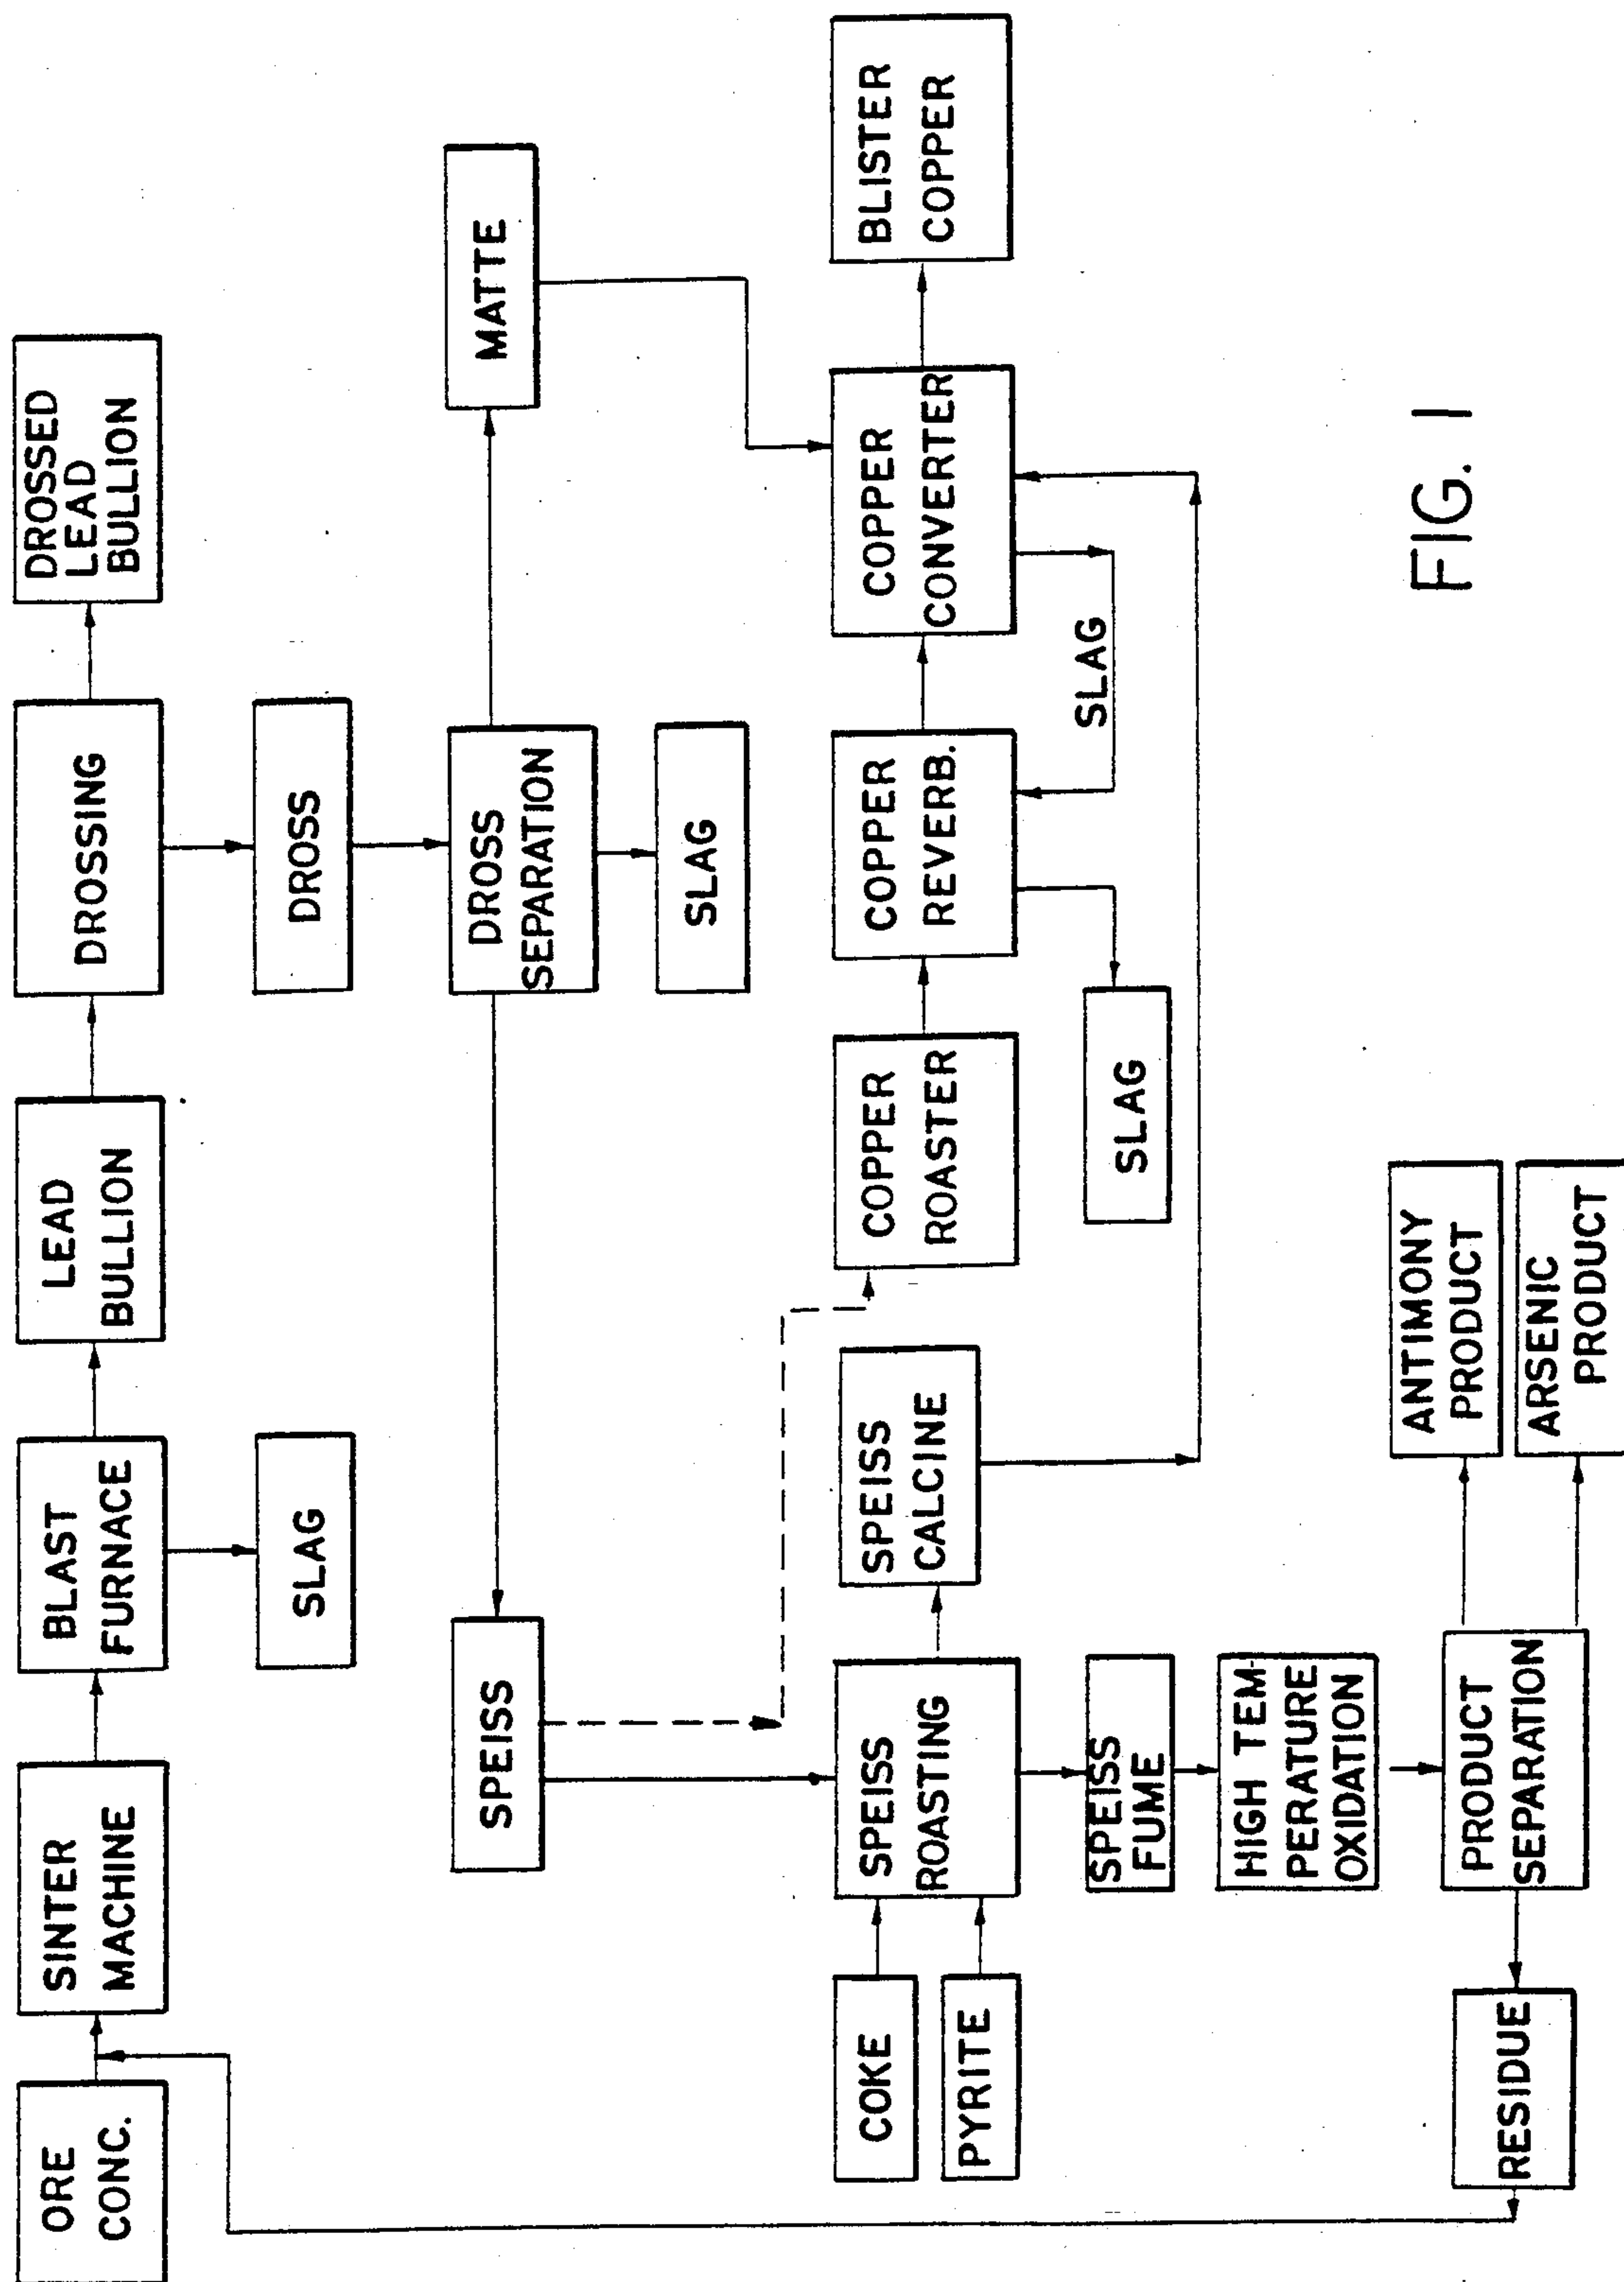 ORE
CONC.
SINTER
MACHINE
BLAST
FURNACE
LEAD
BULLION
DROSSING
DROSSED
LEAD
BULLION
SLAG
DROSS
SPEISS
DROSS
SEPARATION
MATTE
SLAG
COKE
PYRITE
SPEISS
ROASTING
SPEISS
CALCINE
COPPER
ROASTER
COPPER
REVERB.
COPPER
CONVERTER
BLISTER
COPPER
SLAG
SLAG
SPEISS
FUME
HIGH TEM-
PERATURE
OXIDATION
RESIDUE
PRODUCT
SEPARATION
ANTIMONY
PRODUCT
ARSENIC
PRODUCT
FIG. 1